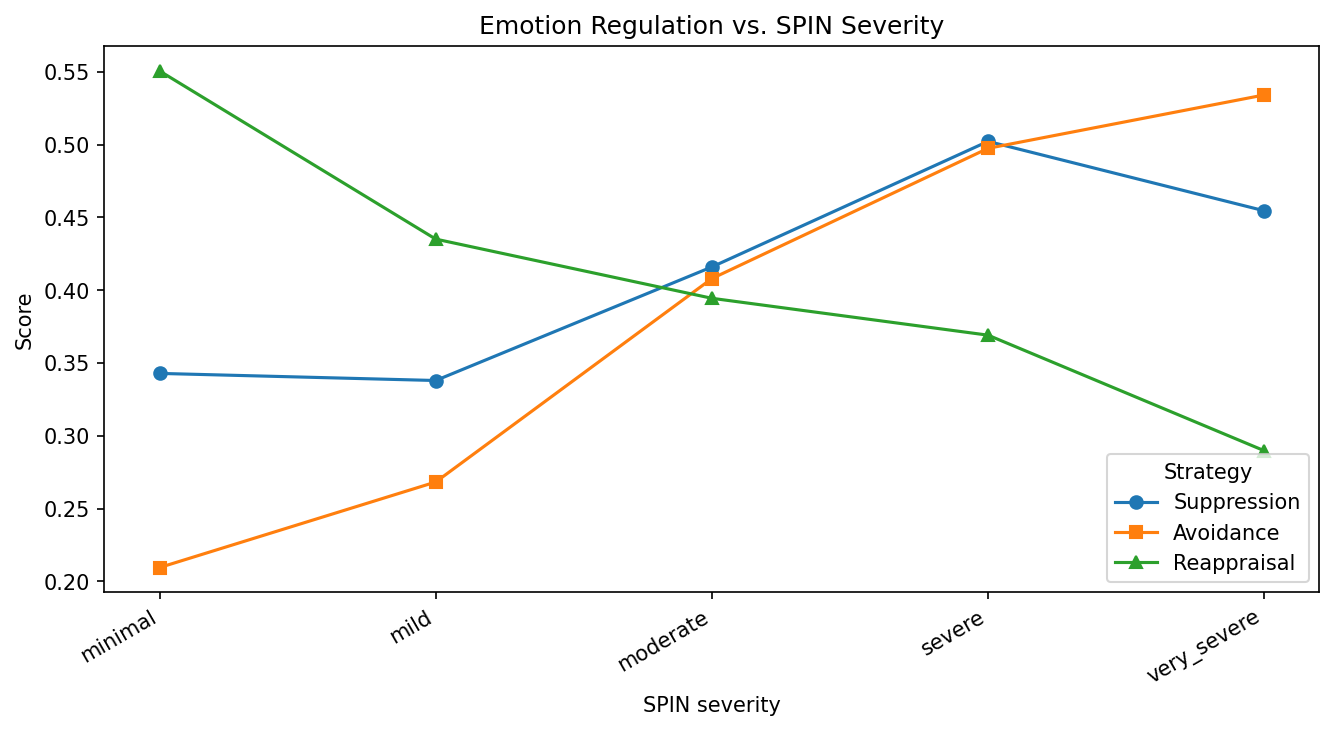 Emotion Regulation vs. SPIN Severity
Score
0.55
0.50
0.45
0.40
0.35
0.30
0.25
0.20
minimal
mild
moderate
severe
very_severe
SPIN severity
Strategy
Suppression
Avoidance
Reappraisal